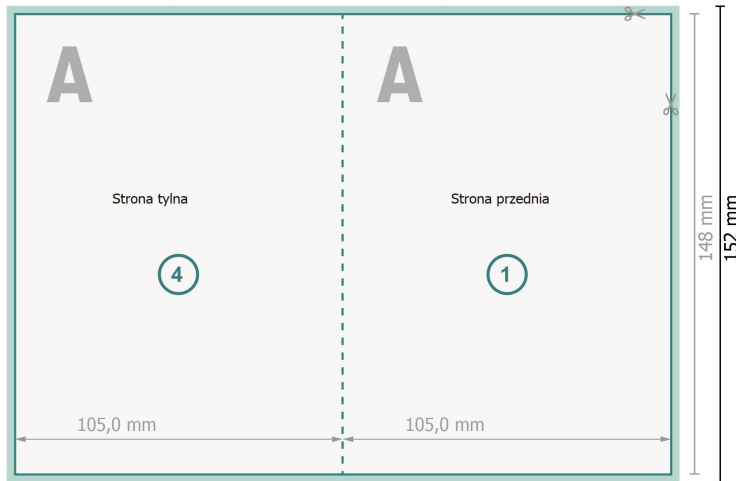 A
A
Strona tylna
Strona przednia
4
1
105,0 mm
105,0 mm
148 mm
152 mm